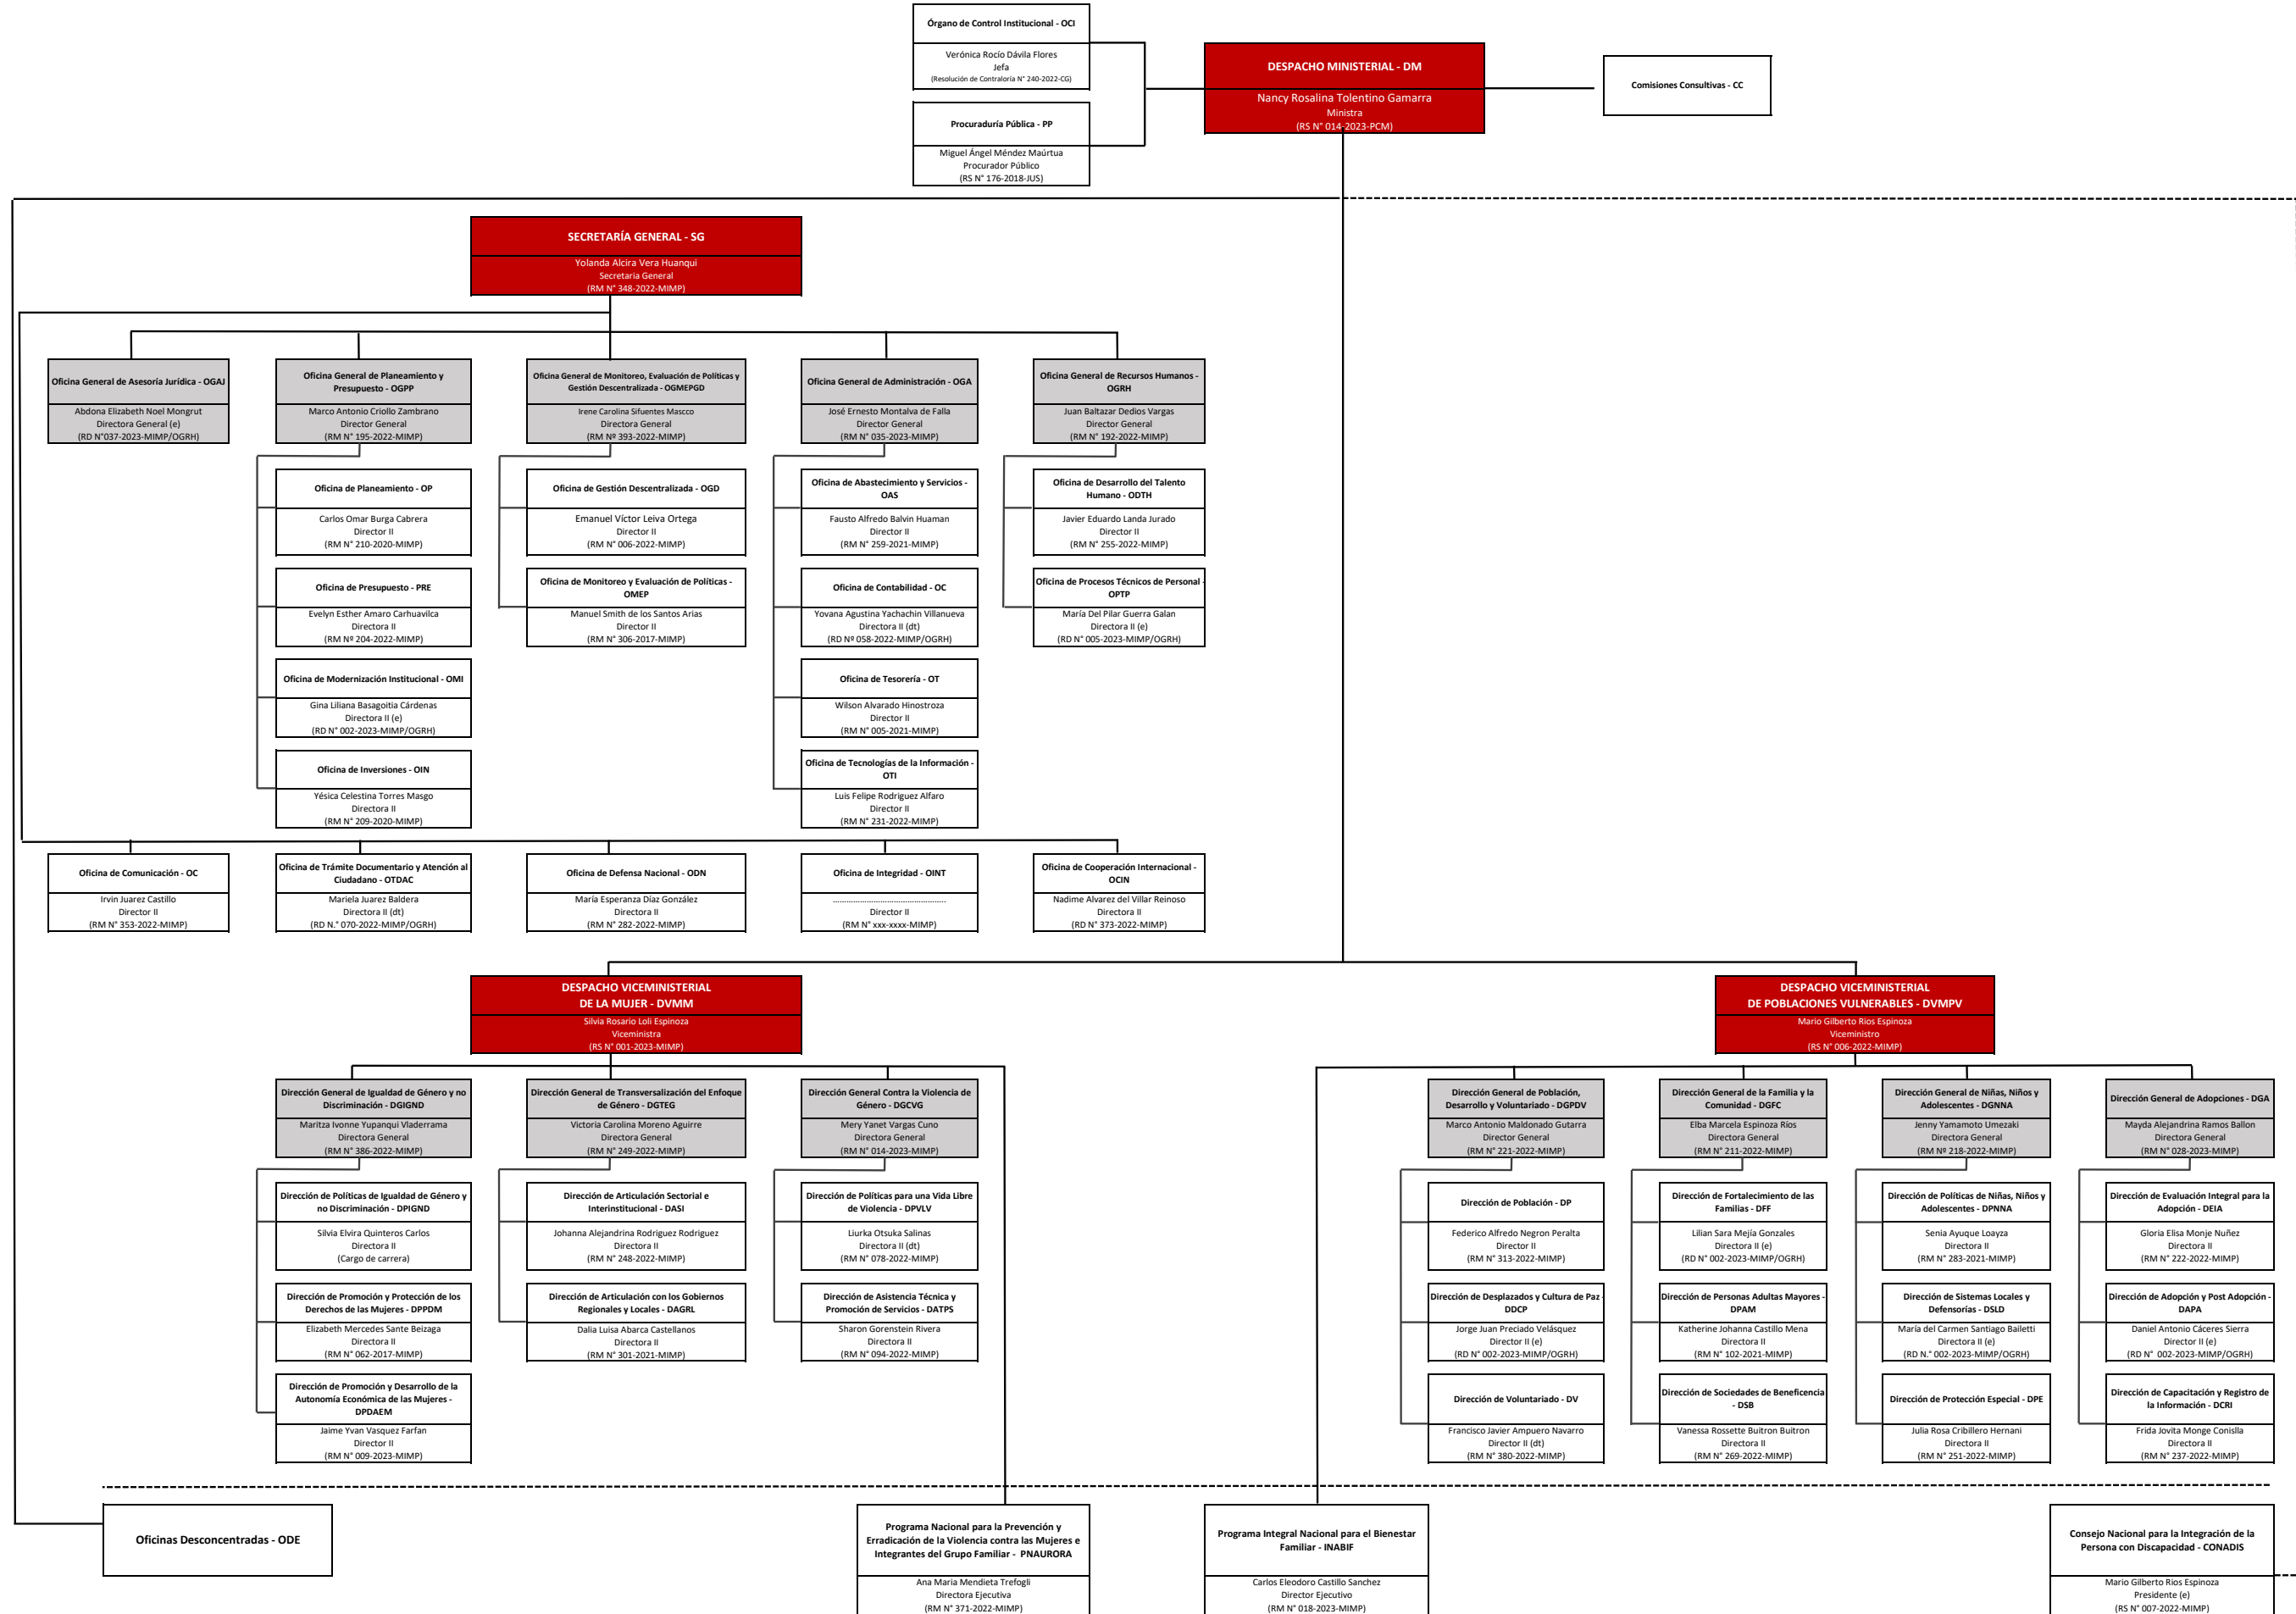 Órgano de Control Institucional - OCI
Verónica Rocío Dávila Flores
Jefa
(Resolución de Contraloría N° 240-2022-CG)
DESPACHO MINISTERIAL - DM
Nancy Rosalina Tolentino Gamarra
Ministra
(RS N° 014-2023-PCM)
Comisiones Consultivas - CC
Procuraduría Pública - PP
Miguel Ángel Méndez Maúrtua
Procurador Público
(RS N° 176-2018-JUS)
SECRETARÍA GENERAL - SG
Yolanda Alcira Vera Huanqui
Secretaria General
(RM N° 348-2022-MIMP)
Oficina General de Asesoría Jurídica - OGAJ
Abdona Elizabeth Noel Mongrut
Directora General (e)
(RD N°037-2023-MIMP/OGRH)
Oficina General de Planeamiento y
Presupuesto - OGPP
Marco Antonio Criollo Zambrano
Director General
(RM N° 195-2022-MIMP)
Oficina General de Monitoreo, Evaluación de Políticas y
Gestión Descentralizada - OGMEPGD
Irene Carolina Sifuentes Mascco
Directora General
(RM Nº 393-2022-MIMP)
Oficina General de Administración - OGA
José Ernesto Montalva de Falla
Director General
(RM N° 035-2023-MIMP)
Oficina General de Recursos Humanos -
OGRH
Juan Baltazar Dedios Vargas
Director General
(RM N° 192-2022-MIMP)
Oficina de Planeamiento - OP
Carlos Omar Burga Cabrera
Director II
(RM N° 210-2020-MIMP)
Oficina de Gestión Descentralizada - OGD
Emanuel Víctor Leiva Ortega
Director II
(RM N° 006-2022-MIMP)
Oficina de Abastecimiento y Servicios -
OAS
Fausto Alfredo Balvin Huaman
Director II
(RM N° 259-2021-MIMP)
Oficina de Desarrollo del Talento
Humano - ODTH
Javier Eduardo Landa Jurado
Director II
(RM N° 255-2022-MIMP)
Oficina de Presupuesto - PRE
Evelyn Esther Amaro Carhuavilca
Directora II
(RM Nº 204-2022-MIMP)
Oficina de Monitoreo y Evaluación de Políticas -
OMEP
Manuel Smith de los Santos Arias
Director II
(RM N° 306-2017-MIMP)
Oficina de Contabilidad - OC
Yovana Agustina Yachachin Villanueva
Directora II (dt)
(RD Nº 058-2022-MIMP/OGRH)
Oficina de Procesos Técnicos de Personal -
OPTP
María Del Pilar Guerra Galan
Directora II (e)
(RD N° 005-2023-MIMP/OGRH)
Oficina de Modernización Institucional - OMI
Gina Liliana Basagoitia Cárdenas
Directora II (e)
(RD N° 002-2023-MIMP/OGRH)
Oficina de Tesorería - OT
Wilson Alvarado Hinostroza
Director II
(RM N° 005-2021-MIMP)
Oficina de Inversiones - OIN
Yésica Celestina Torres Masgo
Directora II
(RM N° 209-2020-MIMP)
Oficina de Tecnologías de la Información -
OTI
Luis Felipe Rodriguez Alfaro
Director II
(RM N° 231-2022-MIMP)
Oficina de Comunicación - OC
Irvin Juarez Castillo
Director II
(RM N° 353-2022-MIMP)
Oficina de Trámite Documentario y Atención al
Ciudadano - OTDAC
Mariela Juarez Baldera
Directora II (dt)
(RD N.° 070-2022-MIMP/OGRH)
Oficina de Defensa Nacional - ODN
María Esperanza Díaz González
Directora II
(RM N° 282-2022-MIMP)
Oficina de Integridad - OINT
................................................
Director II
(RM N° xxx-xxxx-MIMP)
Oficina de Cooperación Internacional -
OCIN
Nadime Alvarez del Villar Reinoso
Directora II
(RD N° 373-2022-MIMP)
DESPACHO VICEMINISTERIAL
DE LA MUJER - DVMM
Silvia Rosario Loli Espinoza
Viceministra
(RS N° 001-2023-MIMP)
DESPACHO VICEMINISTERIAL
DE POBLACIONES VULNERABLES - DVMPV
Mario Gilberto Rios Espinoza
Viceministro
(RS N° 006-2022-MIMP)
Dirección General de Igualdad de Género y no
Discriminación - DGIGND
Maritza Ivonne Yupanqui Vladerrama
Directora General
(RM N° 386-2022-MIMP)
Dirección General de Transversalización del Enfoque
de Género - DGTEG
Victoria Carolina Moreno Aguirre
Directora General
(RM N° 249-2022-MIMP)
Dirección General Contra la Violencia de
Género - DGCVG
Mery Yanet Vargas Cuno
Directora General
(RM N° 014-2023-MIMP)
Dirección General de Población,
Desarrollo y Voluntariado - DGPDV
Marco Antonio Maldonado Gutarra
Director General
(RM N° 221-2022-MIMP)
Dirección General de la Familia y la
Comunidad - DGFC
Elba Marcela Espinoza Ríos
Directora General
(RM N° 211-2022-MIMP)
Dirección General de Niñas, Niños y
Adolescentes - DGNNA
Jenny Yamamoto Umezaki
Directora General
(RM Nº 218-2022-MIMP)
Dirección General de Adopciones - DGA
Mayda Alejandrina Ramos Ballon
Directora General
(RM N° 028-2023-MIMP)
Dirección de Políticas de Igualdad de Género y
no Discriminación - DPIGND
Silvia Elvira Quinteros Carlos
Directora II
(Cargo de carrera)
Dirección de Articulación Sectorial e
Interinstitucional - DASI
Johanna Alejandrina Rodriguez Rodriguez
Directora II
(RM N° 248-2022-MIMP)
Dirección de Políticas para una Vida Libre
de Violencia - DPVLV
Liurka Otsuka Salinas
Directora II (dt)
(RM N° 078-2022-MIMP)
Dirección de Población - DP
Federico Alfredo Negron Peralta
Director II
(RM N° 313-2022-MIMP)
Dirección de Fortalecimiento de las
Familias - DFF
Lilian Sara Mejía Gonzales
Directora II (e)
(RD N° 002-2023-MIMP/OGRH)
Dirección de Políticas de Niñas, Niños y
Adolescentes - DPNNA
Senia Ayuque Loayza
Directora II
(RM N° 283-2021-MIMP)
Dirección de Evaluación Integral para la
Adopción - DEIA
Gloria Elisa Monje Nuñez
Directora II
(RM N° 222-2022-MIMP)
Dirección de Promoción y Protección de los
Derechos de las Mujeres - DPPDM
Elizabeth Mercedes Sante Beizaga
Directora II
(RM N° 062-2017-MIMP)
Dirección de Articulación con los Gobiernos
Regionales y Locales - DAGRL
Dalia Luisa Abarca Castellanos
Directora II
(RM N° 301-2021-MIMP)
Dirección de Asistencia Técnica y
Promoción de Servicios - DATPS
Sharon Gorenstein Rivera
Directora II
(RM N° 094-2022-MIMP)
Dirección de Desplazados y Cultura de Paz -
DDCP
Jorge Juan Preciado Velásquez
Director II (e)
(RD N° 002-2023-MIMP/OGRH)
Dirección de Personas Adultas Mayores -
DPAM
Katherine Johanna Castillo Mena
Directora II
(RM N° 102-2021-MIMP)
Dirección de Sistemas Locales y
Defensorías - DSLD
María del Carmen Santiago Bailetti
Directora II (e)
(RD N.° 002-2023-MIMP/OGRH)
Dirección de Adopción y Post Adopción -
DAPA
Daniel Antonio Cáceres Sierra
Director II (e)
(RD N° 002-2023-MIMP/OGRH)
Dirección de Promoción y Desarrollo de la
Autonomía Económica de las Mujeres -
DPDAEM
Jaime Yvan Vasquez Farfan
Director II
(RM N° 009-2023-MIMP)
Dirección de Voluntariado - DV
Francisco Javier Ampuero Navarro
Director II (dt)
(RM N° 380-2022-MIMP)
Dirección de Sociedades de Beneficencia
- DSB
Vanessa Rossette Buitron Buitron
Directora II
(RM N° 269-2022-MIMP)
Dirección de Protección Especial - DPE
Julia Rosa Cribillero Hernani
Directora II
(RM N° 251-2022-MIMP)
Dirección de Capacitación y Registro de
la Información - DCRI
Frida Jovita Monge Conislla
Directora II
(RM N° 237-2022-MIMP)
Oficinas Desconcentradas - ODE
Programa Nacional para la Prevención y
Erradicación de la Violencia contra las Mujeres e
Integrantes del Grupo Familiar - PNAURORA
Ana Maria Mendieta Trefogli
Directora Ejecutiva
(RM N° 371-2022-MIMP)
Programa Integral Nacional para el Bienestar
Familiar - INABIF
Carlos Eleodoro Castillo Sanchez
Director Ejecutivo
(RM N° 018-2023-MIMP)
Consejo Nacional para la Integración de la
Persona con Discapacidad - CONADIS
Mario Gilberto Rios Espinoza
Presidente (e)
(RS N° 007-2022-MIMP)